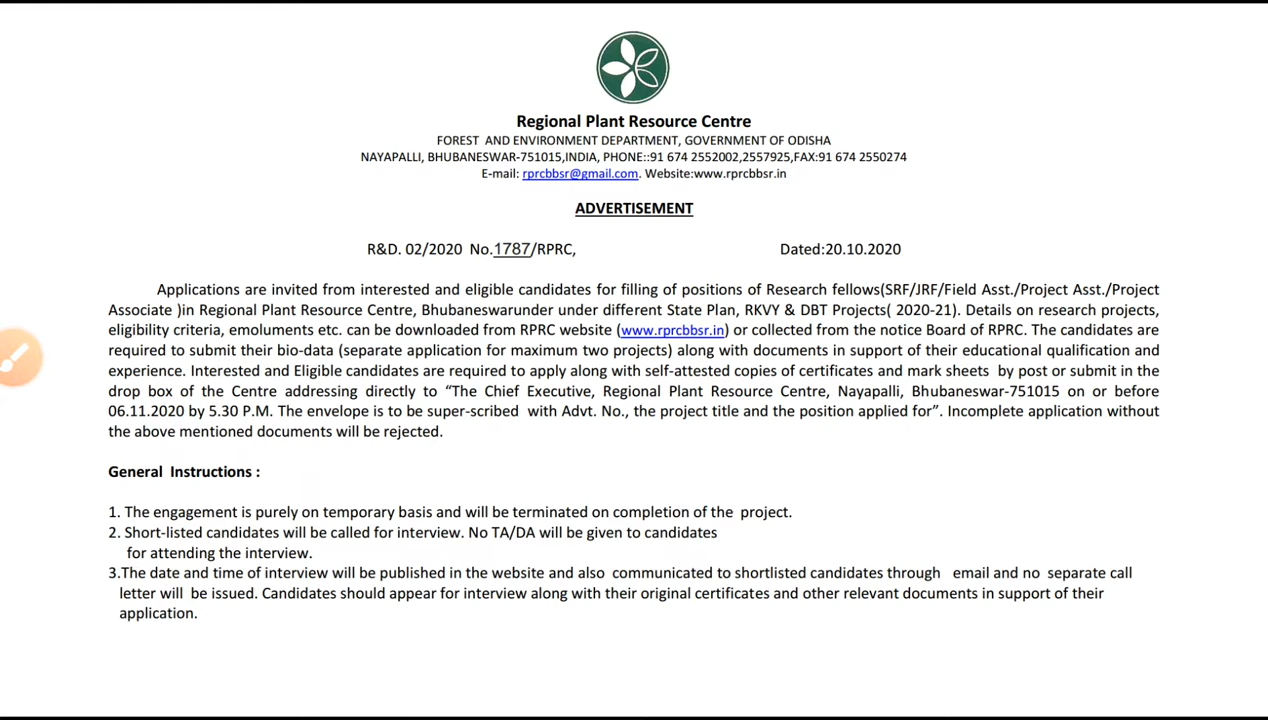 Regional Plant Resource Centre
FOREST AND ENVIRONMENT DEPARTMENT, GOVERNMENT OF ODISHA
NAYAPALLI, BHUBANESWAR-751015,INDIA, PHONE::91 674 2552002,2557925,FAX:91 674 2550274
E-mail: rprcbbsr@gmail.com. Website:www.rprcbbsr.in
ADVERTISEMENT
R&D. 02/2020 No.1787/RPRC, Dated:20.10.2020
Applications are invited from interested and eligible candidates for filling of positions of Research fellows(SRF/JRF/Field Asst./Project Asst./Project
Associate )in Regional Plant Resource Centre, Bhubaneswarunder under different State Plan, RKVY & DBT Projects( 2020-21). Details on research projects,
eligibility criteria, emoluments etc. can be downloaded from RPRC website (www.rprcbbsr.in) or collected from the notice Board of RPRC. The candidates are
required to submit their bio-data (separate application for maximum two projects) along with documents in support of their educational qualification and
experience. Interested and Eligible candidates are required to apply along with self-attested copies of certificates and mark sheets by post or submit in the
drop box of the Centre addressing directly to “The Chief Executive, Regional Plant Resource Centre, Nayapalli, Bhubaneswar-751015 on or before
06.11.2020 by 5.30 P.M. The envelope is to be super-scribed with Advt. No., the project title and the position applied for”. Incomplete application without
the above mentioned documents will be rejected.
General Instructions :
1. The engagement is purely on temporary basis and will be terminated on completion of the project.
2. Short-listed candidates will be called for interview. No TA/DA will be given to candidates
for attending the interview.
3.The date and time of interview will be published in the website and also communicated to shortlisted candidates through email and no separate call
letter will be issued. Candidates should appear for interview along with their original certificates and other relevant documents in support of their
application.